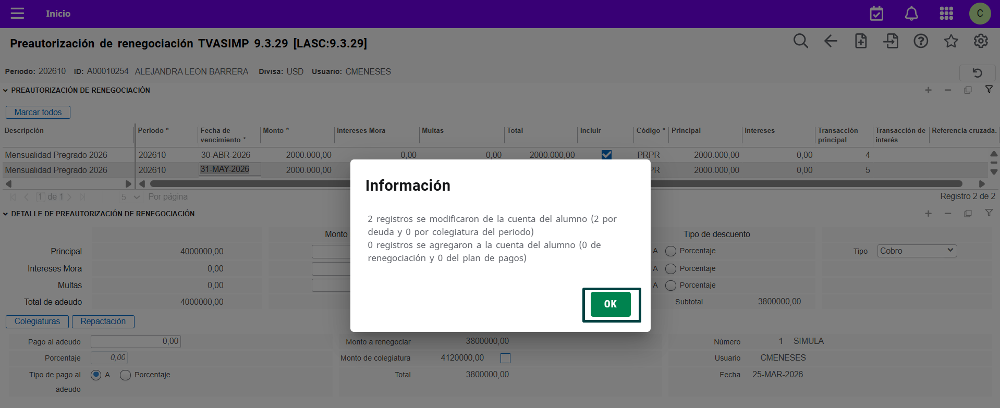 Inicio
C
Preautorización de renegociación TVASIMP 9.3.29 [LASC:9.3.29]
Periodo: 202610 ID: A00010254 ALEJANDRA LEON BARRERA Divisa: USD Usuario: CMENESES
PREAUTORIZACIÓN DE RENEGOCIACIÓN
Marcar todos
Descripción Periodo * Fecha de vencimiento * Monto * Intereses Mora Multas Total Incluir Código * Principal Intereses Transacción principal Transacción de interés Referencia cruzada.
Mensualidad Pregrado 2026 202610 30-ABR-2026 2000.000,00 0,00 0,00 2000.000,00 PRPR 2000.000,00 0,00 4
Mensualidad Pregrado 2026 202610 31-MAY-2026 2000.000,00 PR 2000.000,00 0,00 5
1 de 1 5 Por página Registro 2 de 2
DETALLE DE PREAUTORIZACIÓN DE RENEGOCIACIÓN
Monto Tipo de descuento
Principal 4000000,00 A Porcentaje Tipo Cobro
Intereses Mora 0,00 A Porcentaje
Multas 0,00 A Porcentaje
Total de adeudo 4000000,00 Subtotal 3800000,00
Colegiaturas Repactación
Pago al adeudo 0,00 Monto a renegociar 3800000,00 Número 1 SIMULA
Porcentaje 0,00 Monto de colegiatura 4120000,00 Usuario CMENESES
Tipo de pago al adeudo A Porcentaje Total 3800000,00 Fecha 25-MAR-2026
Información
2 registros se modificaron de la cuenta del alumno (2 por
deuda y 0 por colegiatura del periodo)
0 registros se agregaron a la cuenta del alumno (0 de
renegociación y 0 del plan de pagos)
OK